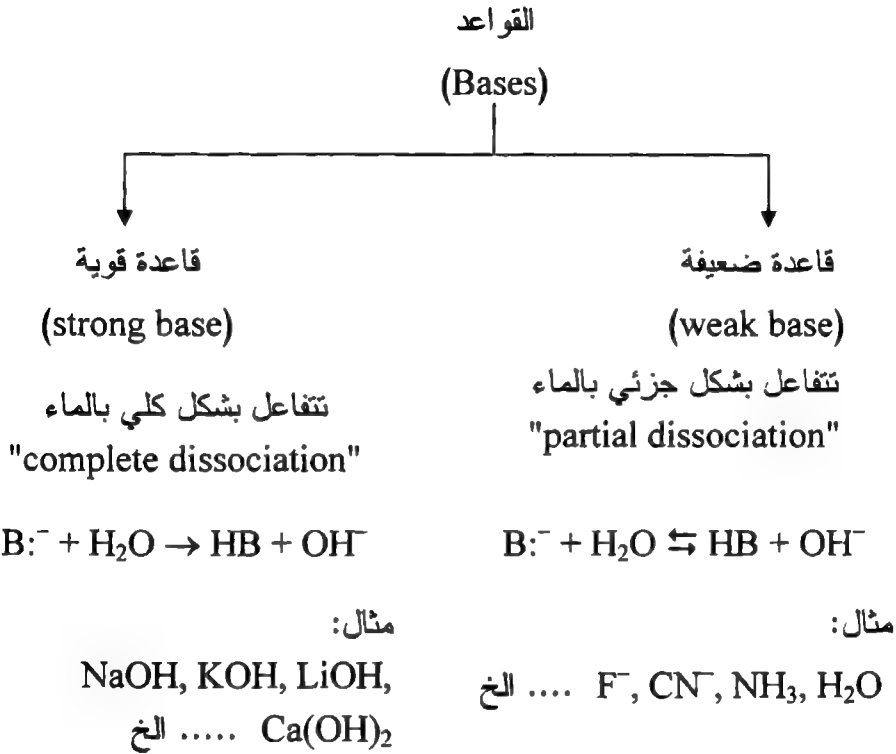 القواعد
(Bases)
قاعدة قوية
(strong base)
تتفاعل بشكل كلي بالماء
"complete dissociation"
B:⁻ + H₂O → HB + OH⁻
مثال:
NaOH, KOH, LiOH,
Ca(OH)₂ ..... الخ
قاعدة ضعيفة
(weak base)
تتفاعل بشكل جزئي بالماء
"partial dissociation"
B:⁻ + H₂O ⇆ HB + OH⁻
مثال:
F⁻, CN⁻, NH₃, H₂O .... الخ